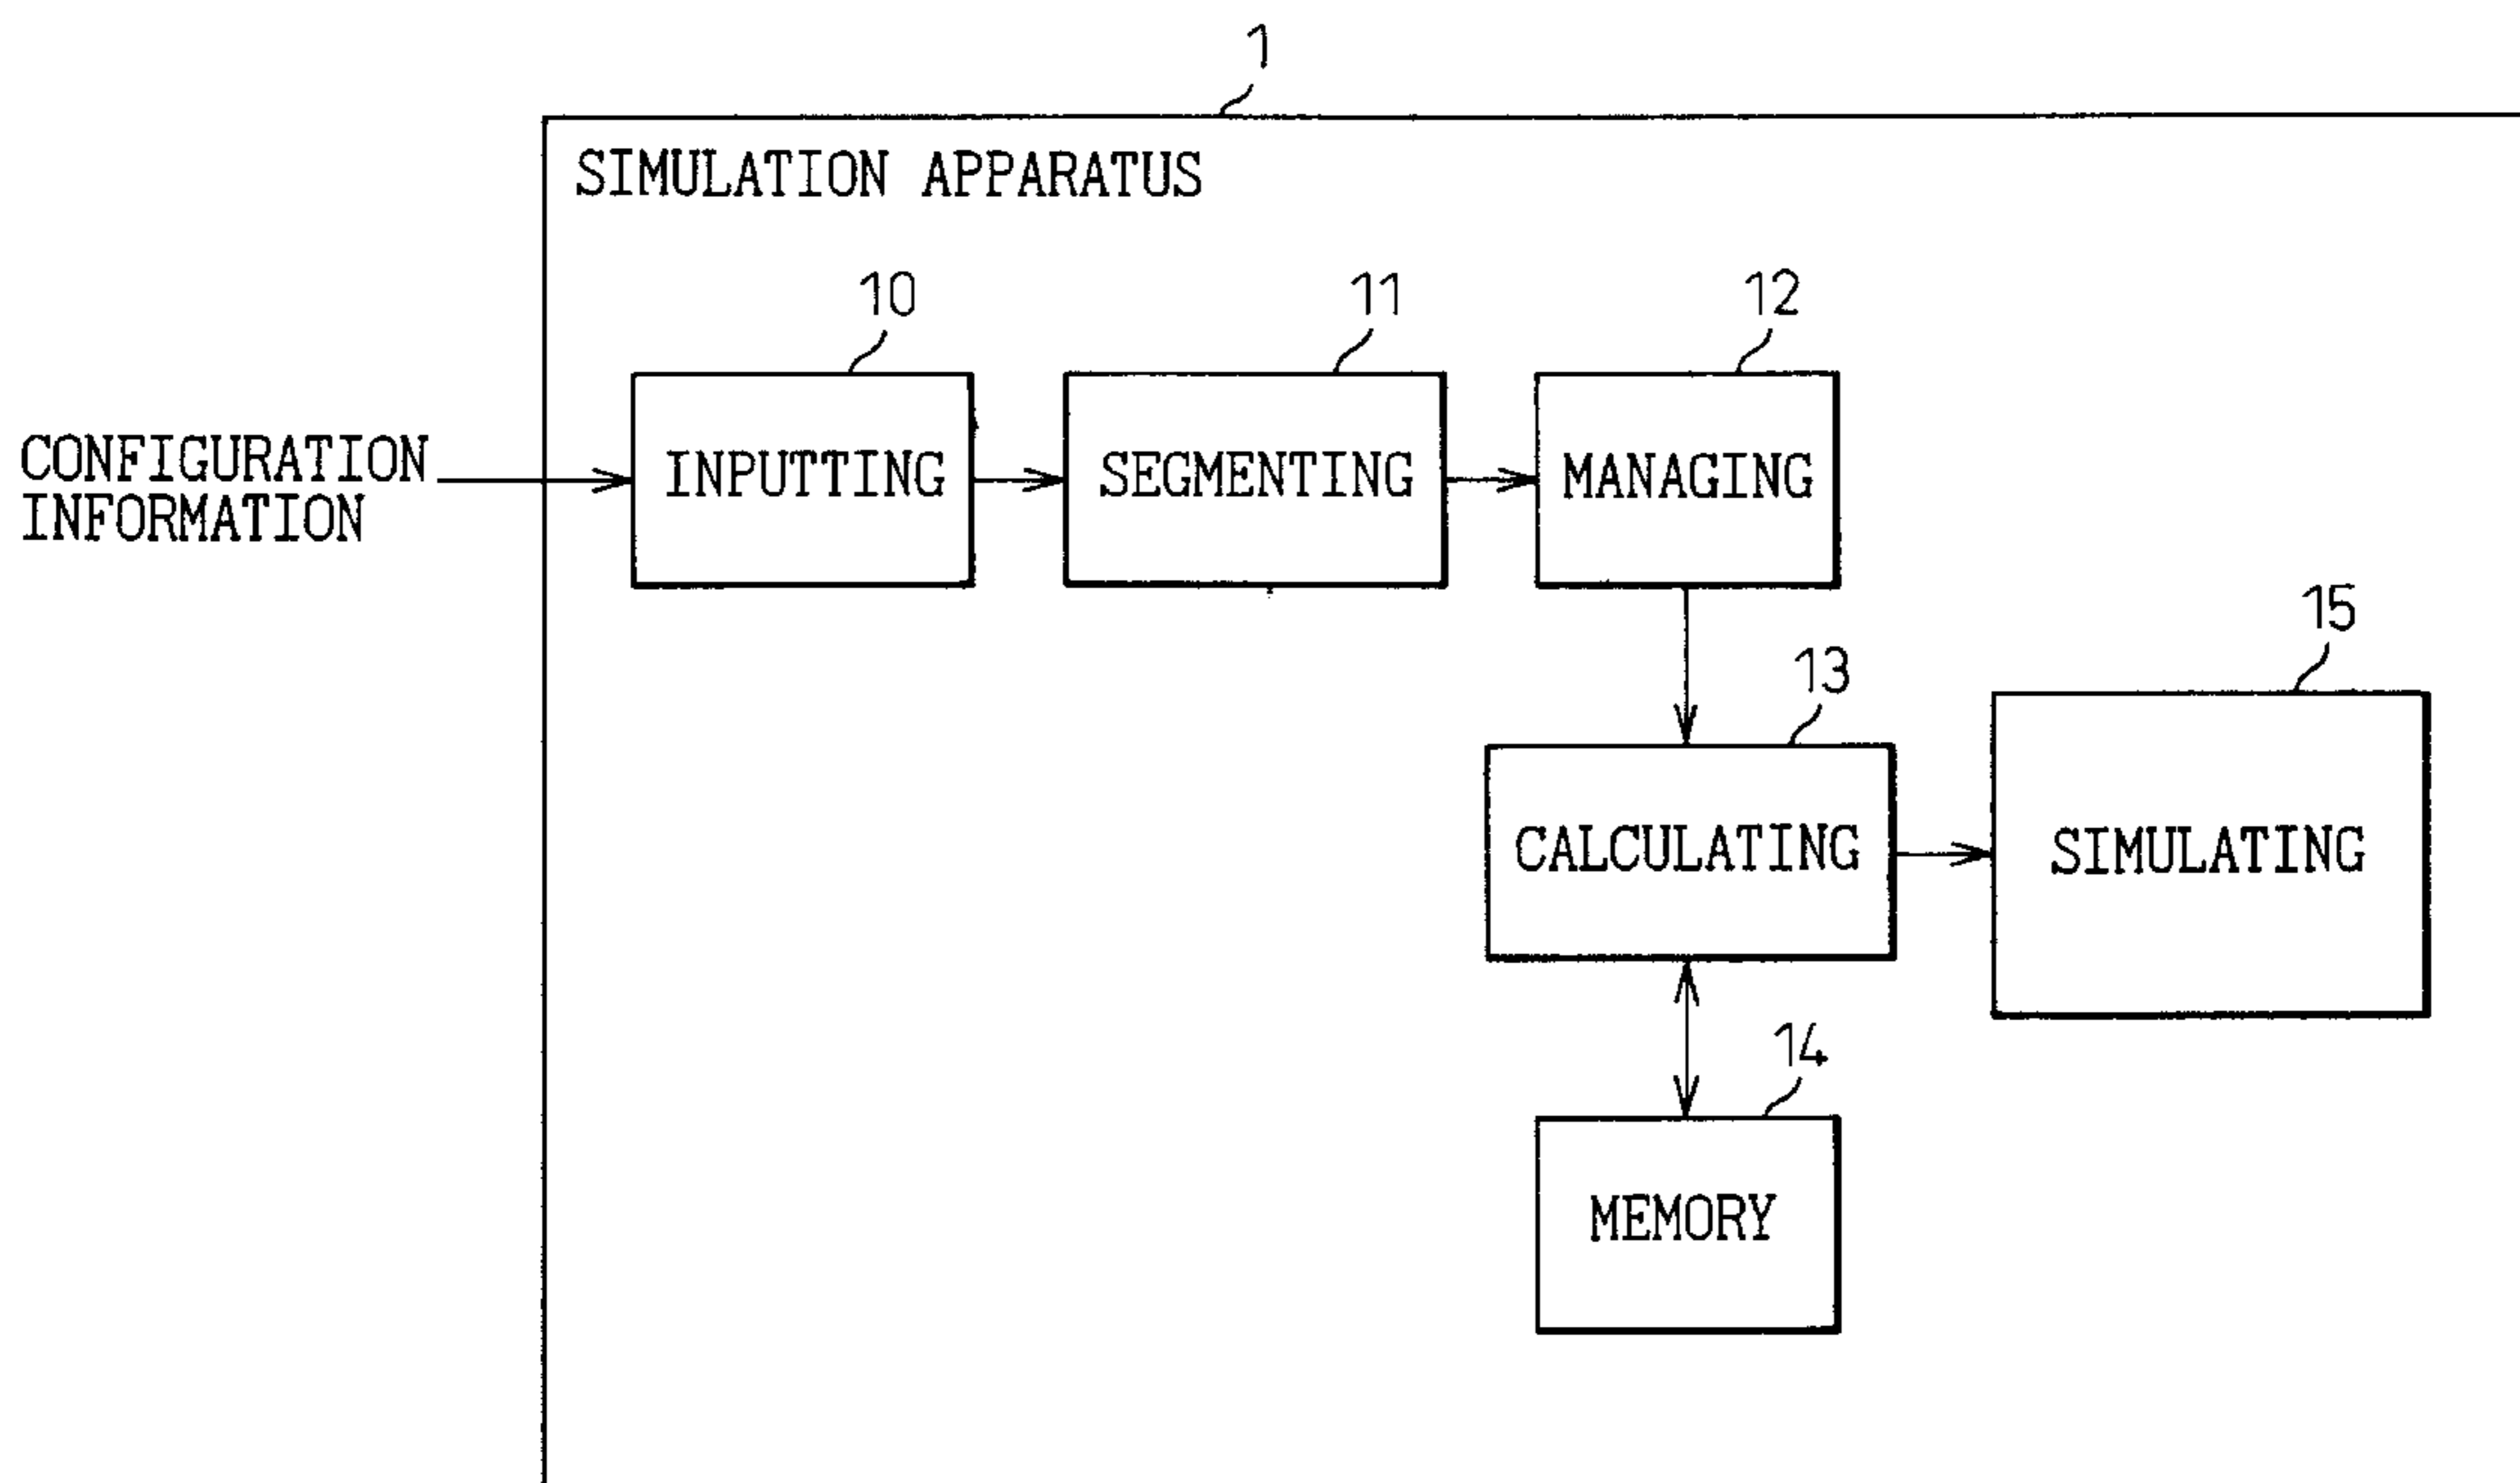 1
SIMULATION APPARATUS
10
11
12
CONFIGURATION
INFORMATION
INPUTTING
SEGMENTING
MANAGING
13
15
CALCULATING
SIMULATING
14
MEMORY